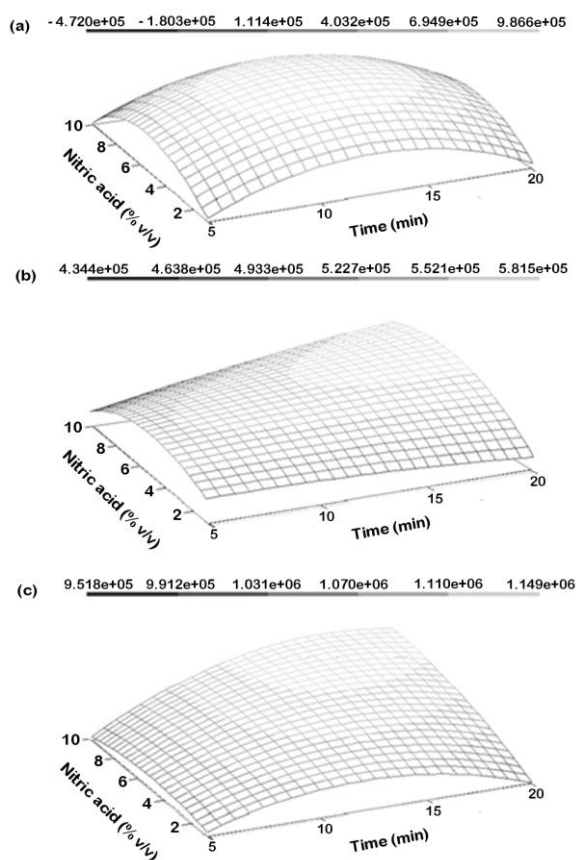 (a)
- 4.720e+05 - 1.803e+05 1.114e+05 4.032e+05 6.949e+05 9.866e+05
10
8
6
4
2
Nitric acid (% v/v)
5
10
15
20
Time (min)
(b)
4.344e+05 4.638e+05 4.933e+05 5.227e+05 5.521e+05 5.815e+05
10
8
6
4
2
Nitric acid (% v/v)
5
10
15
20
Time (min)
(c)
9.518e+05 9.912e+05 1.031e+06 1.070e+06 1.110e+06 1.149e+06
10
8
6
4
2
Nitric acid (% v/v)
5
10
15
20
Time (min)